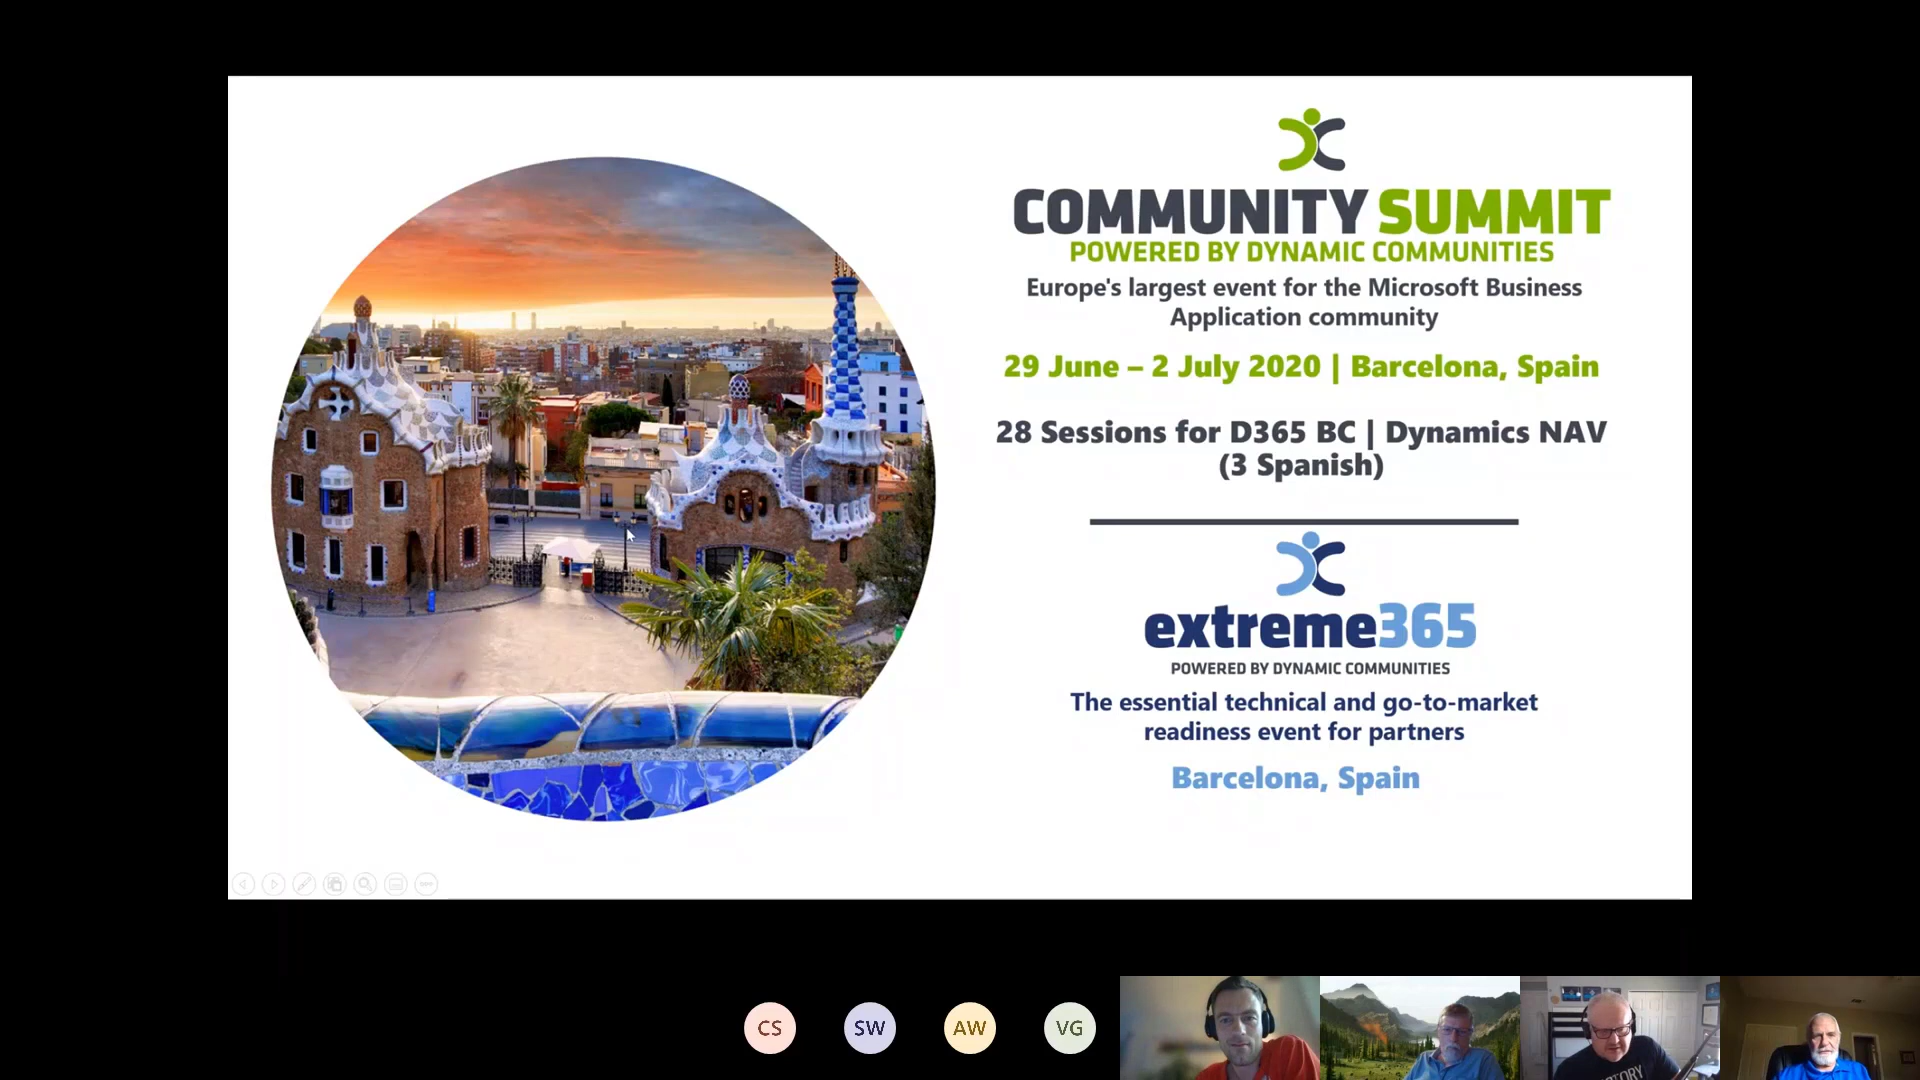 COMMUNITY SUMMIT
POWERED BY DYNAMIC COMMUNITIES
Europe's largest event for the Microsoft Business
Application community
29 June – 2 July 2020 | Barcelona, Spain
28 Sessions for D365 BC | Dynamics NAV
(3 Spanish)
extreme365
POWERED BY DYNAMIC COMMUNITIES
The essential technical and go-to-market
readiness event for partners
Barcelona, Spain
CS
SW
AW
VG